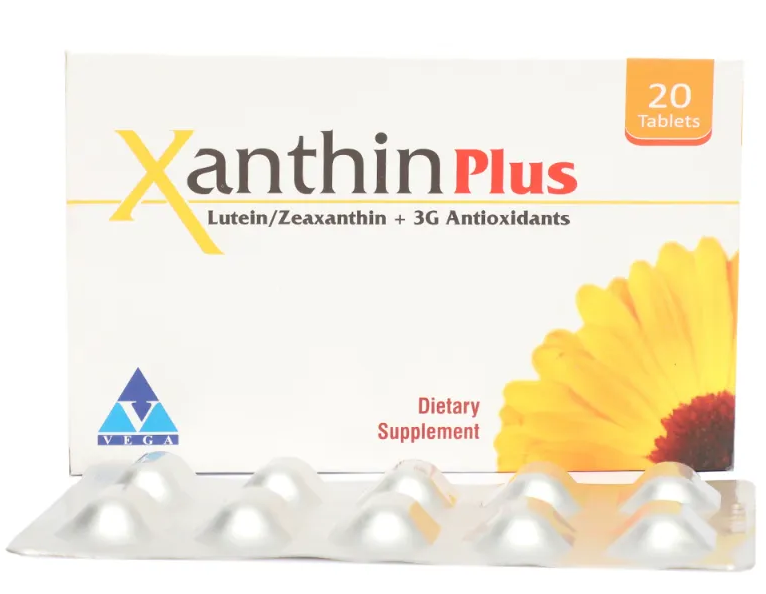 20
Tablets
Xanthin Plus
Lutein/Zeaxanthin + 3G Antioxidants
Dietary
Supplement
VEGA